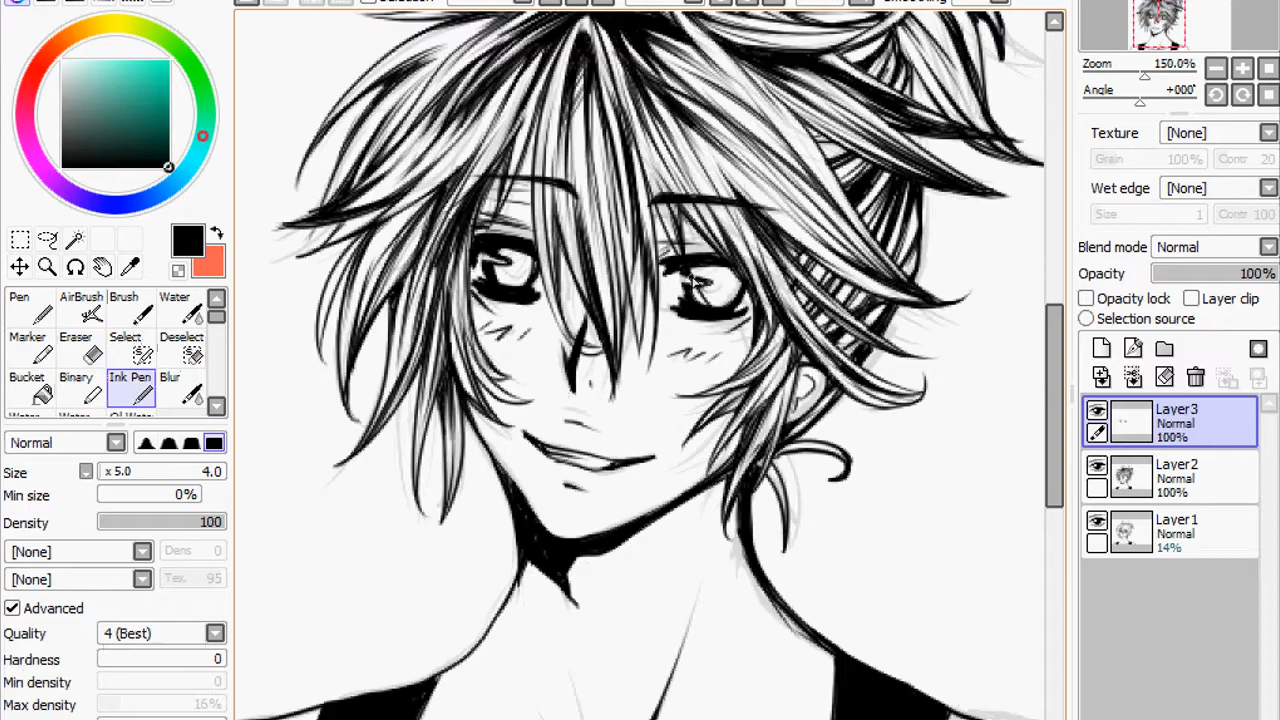 Zoom 150.0%
Angle +000°
Texture [None]
Grain 100% Contr 20
Wet edge [None]
Size 1 Contr 100
Blend mode Normal
Opacity 100%
Opacity lock Layer clip
Selection source
Layer3
Normal
100%
Layer2
Normal
100%
Layer1
Normal
14%
Pen AirBrush Brush Water
Marker Eraser Select Deselect
Bucket Binary Ink Pen Blur
Normal
Size x 5.0 4.0
Min size 0%
Density 100
[None] Dens 0
[None] Tex. 95
Advanced
Quality 4 (Best)
Hardness 0
Min density 0
Max density 16%